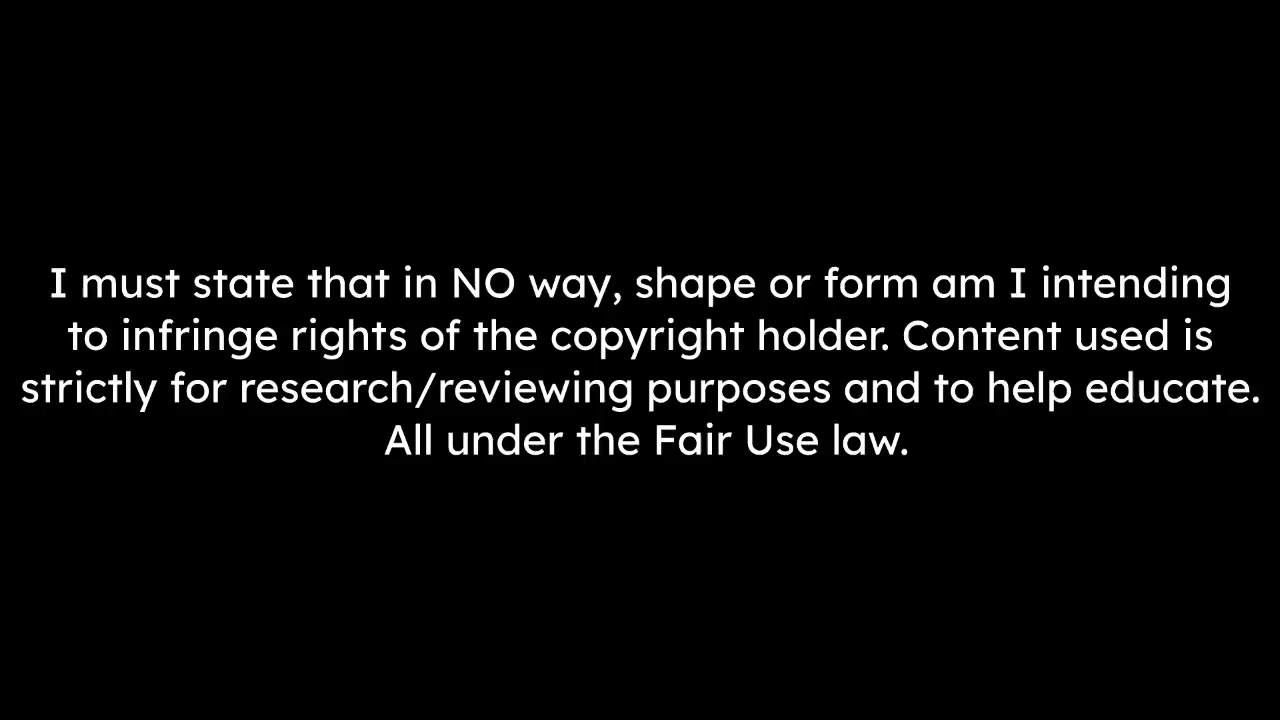 I must state that in NO way, shape or form am I intending
to infringe rights of the copyright holder. Content used is
strictly for research/reviewing purposes and to help educate.
All under the Fair Use law.